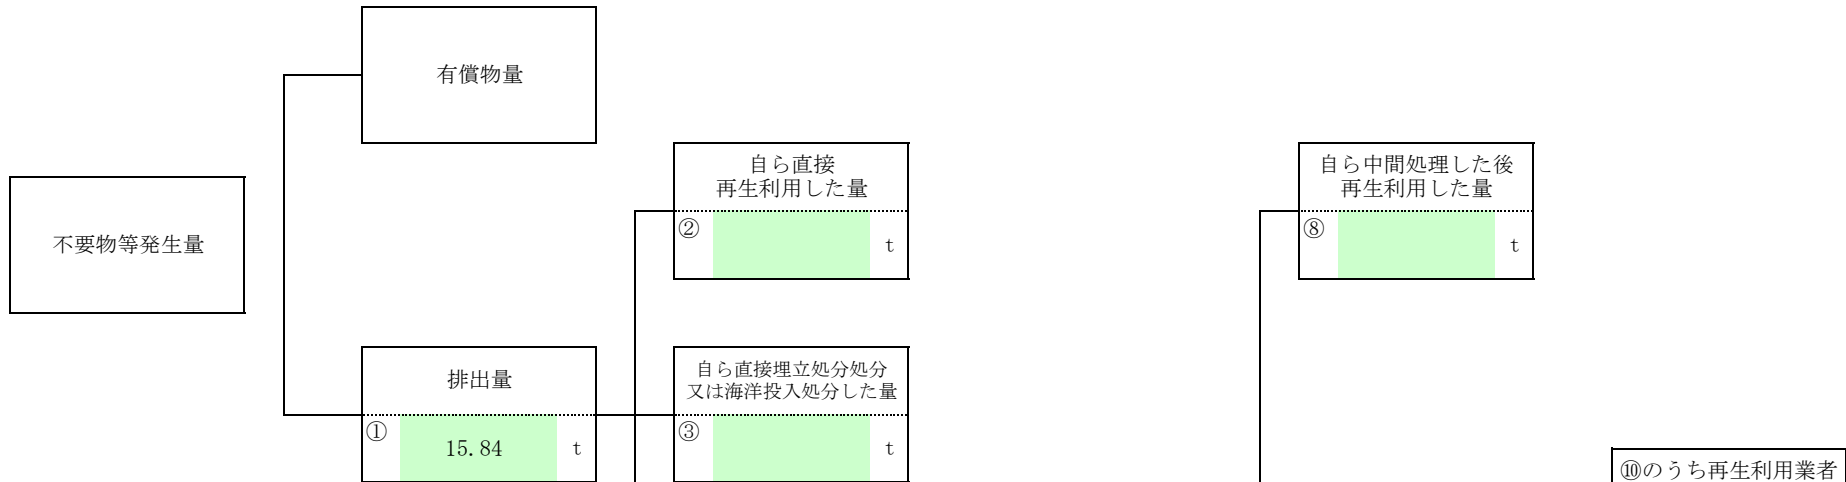 有償物量
自ら直接
再生利用した量
② t
自ら中間処理した後
再生利用した量
⑧ t
不要物等発生量
排出量
① 15.84 t
自ら直接埋立処分処分
又は海洋投入処分した量
③ t
⑩のうち再生利用業者